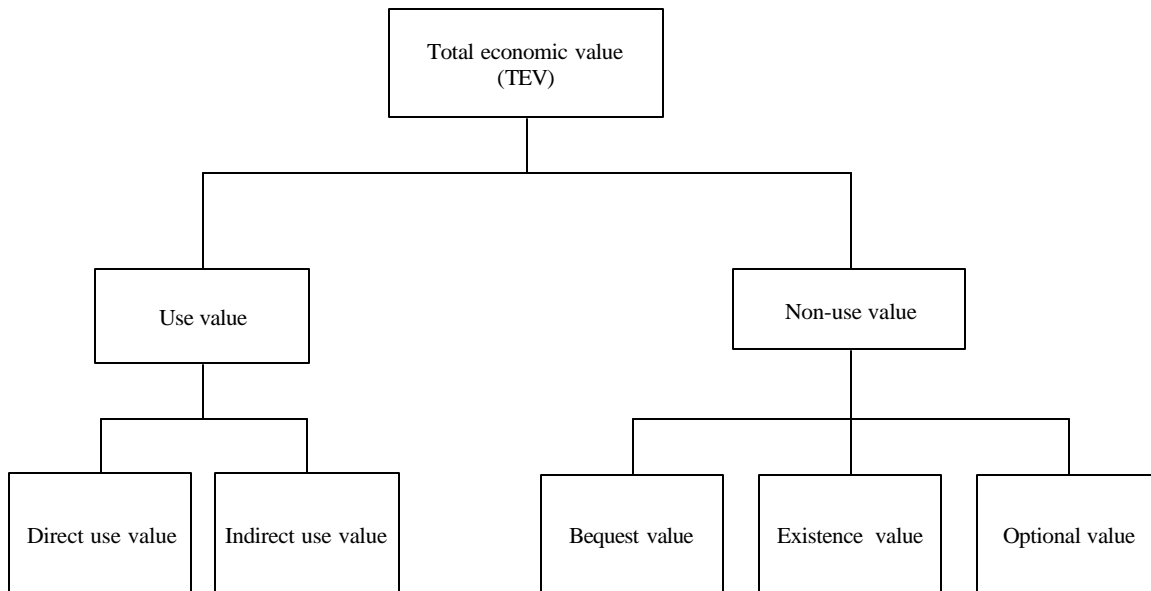 Total economic value
(TEV)
Use value
Non-use value
Direct use value
Indirect use value
Bequest value
Existence value
Optional value